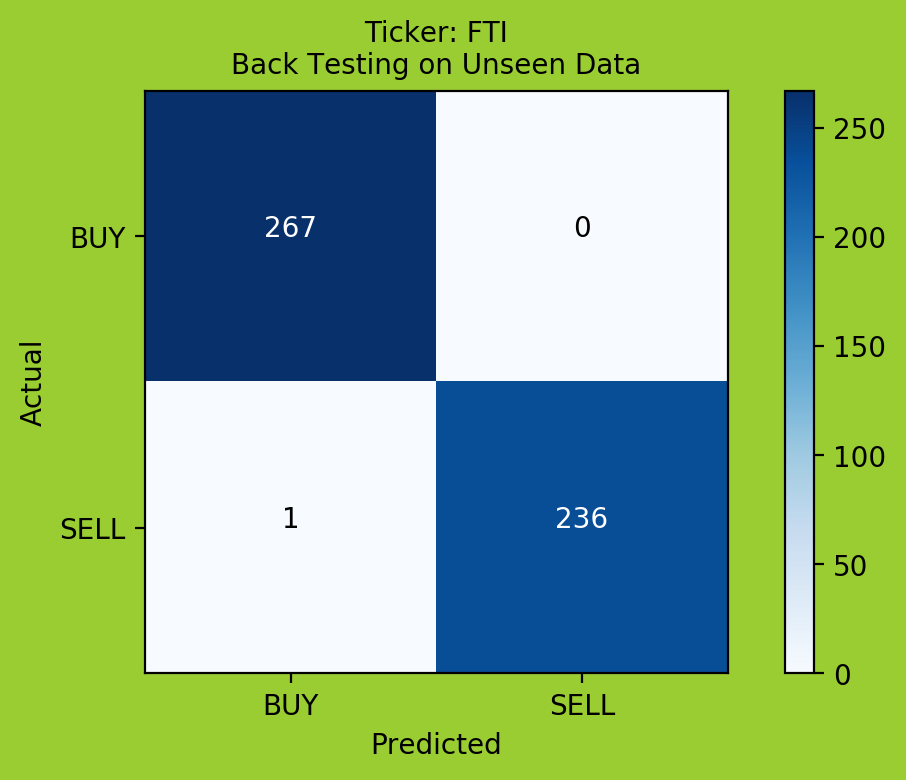 Ticker: FTI
Back Testing on Unseen Data
BUY
267
0
SELL
1
236
Actual
BUY
SELL
Predicted
250
200
150
100
50
0